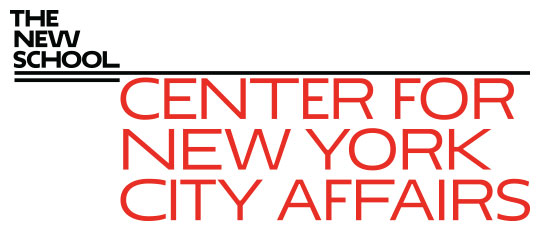 THE
NEW
SCHOOL
CENTER FOR
NEW YORK
CITY AFFAIRS